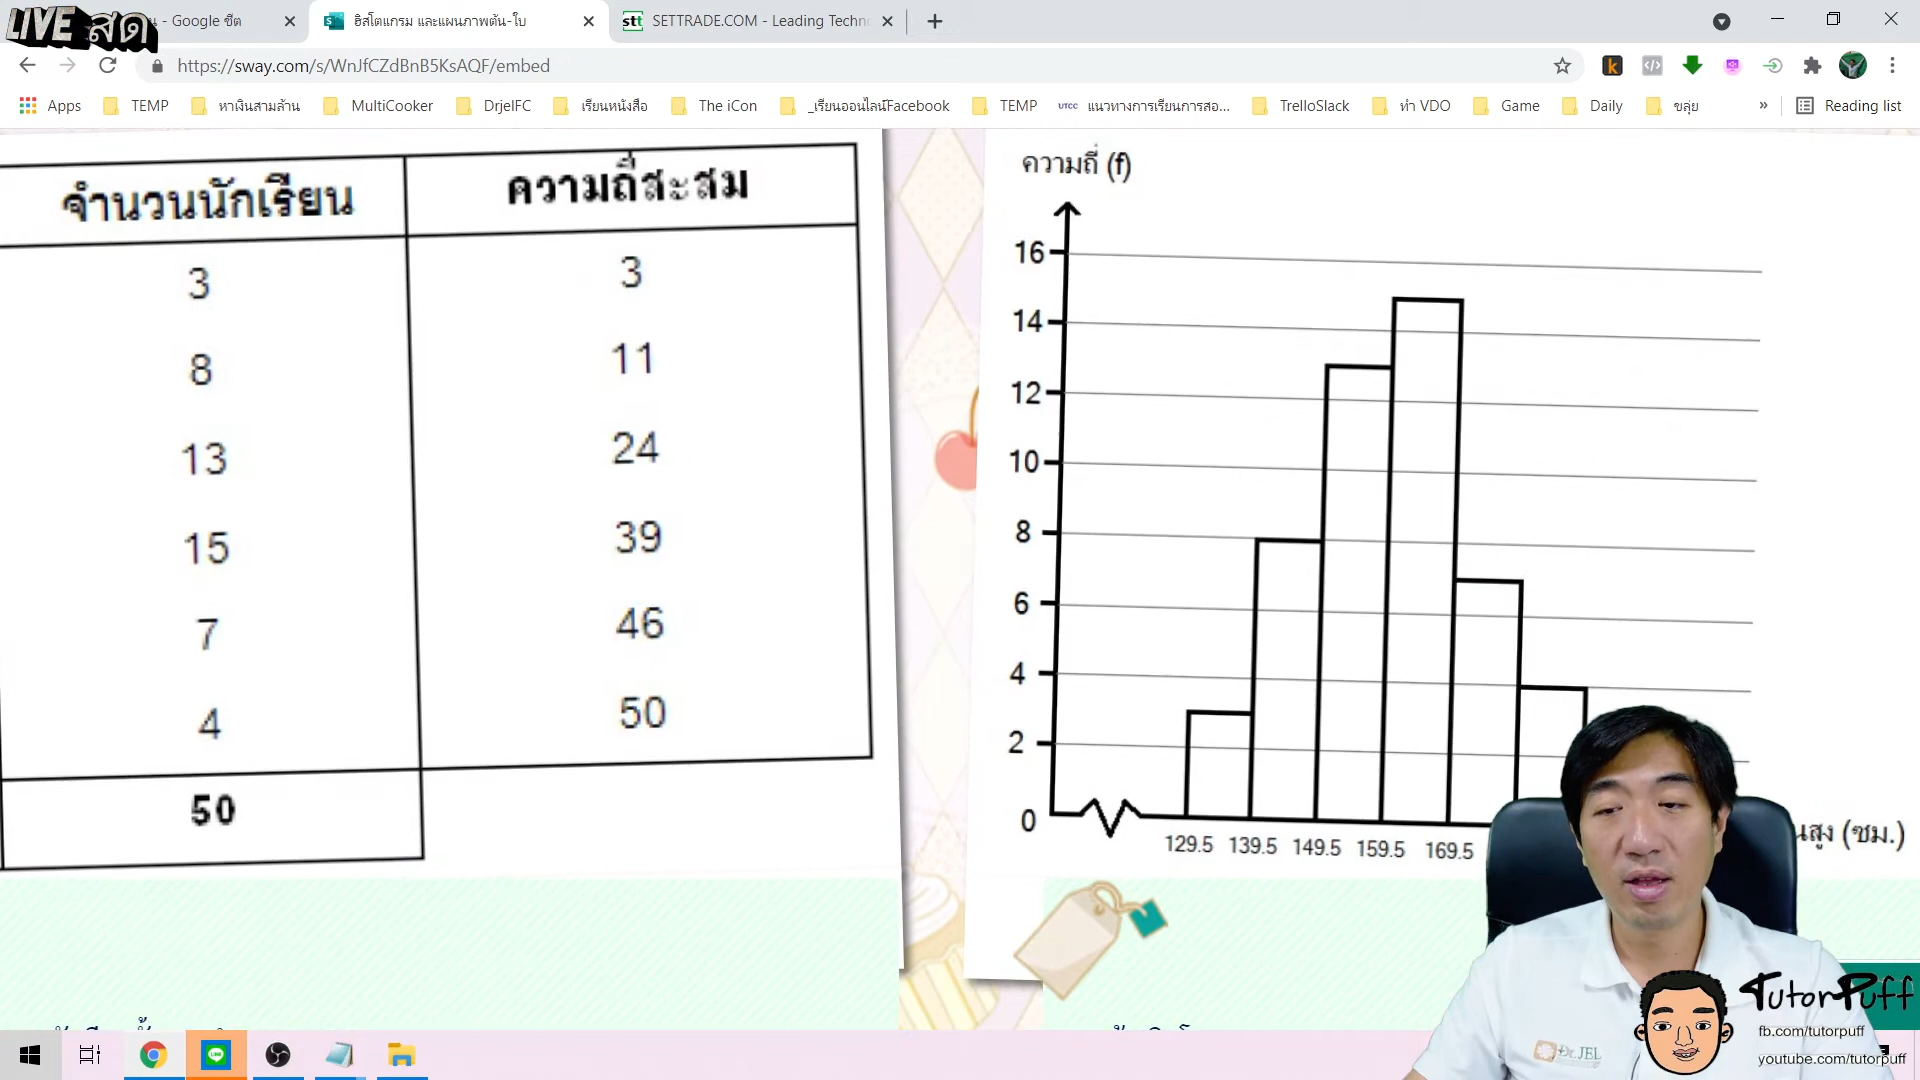 LIVE สด
น - Google ชีต
ฮิสโตแกรม และแผนภาพต้น-ใบ
stt SETTRADE.COM - Leading Techn
https://sway.com/s/WnJfCZdBnB5KsAQF/embed
Apps
TEMP
หาเงินสามล้าน
MultiCooker
DrjelFC
เรียนหนังสือ
The iCon
_เรียนออนไลน์Facebook
TEMP
UTCC แนวทางการเรียนการสอ...
TrelloSlack
ทำ VDO
Game
Daily
ขลุ่ย
»
Reading list
จำนวนนักเรียน ความถี่สะสม
3 3
8 11
13 24
15 39
7 46
4 50
50
ความถี่ (f)
16
14
12
10
8
6
4
2
0
129.5 139.5 149.5 159.5 169.5
นสูง (ซม.)
Dr.JEL
TutorPuff
fb.com/tutorpuff
youtube.com/tutorpuff